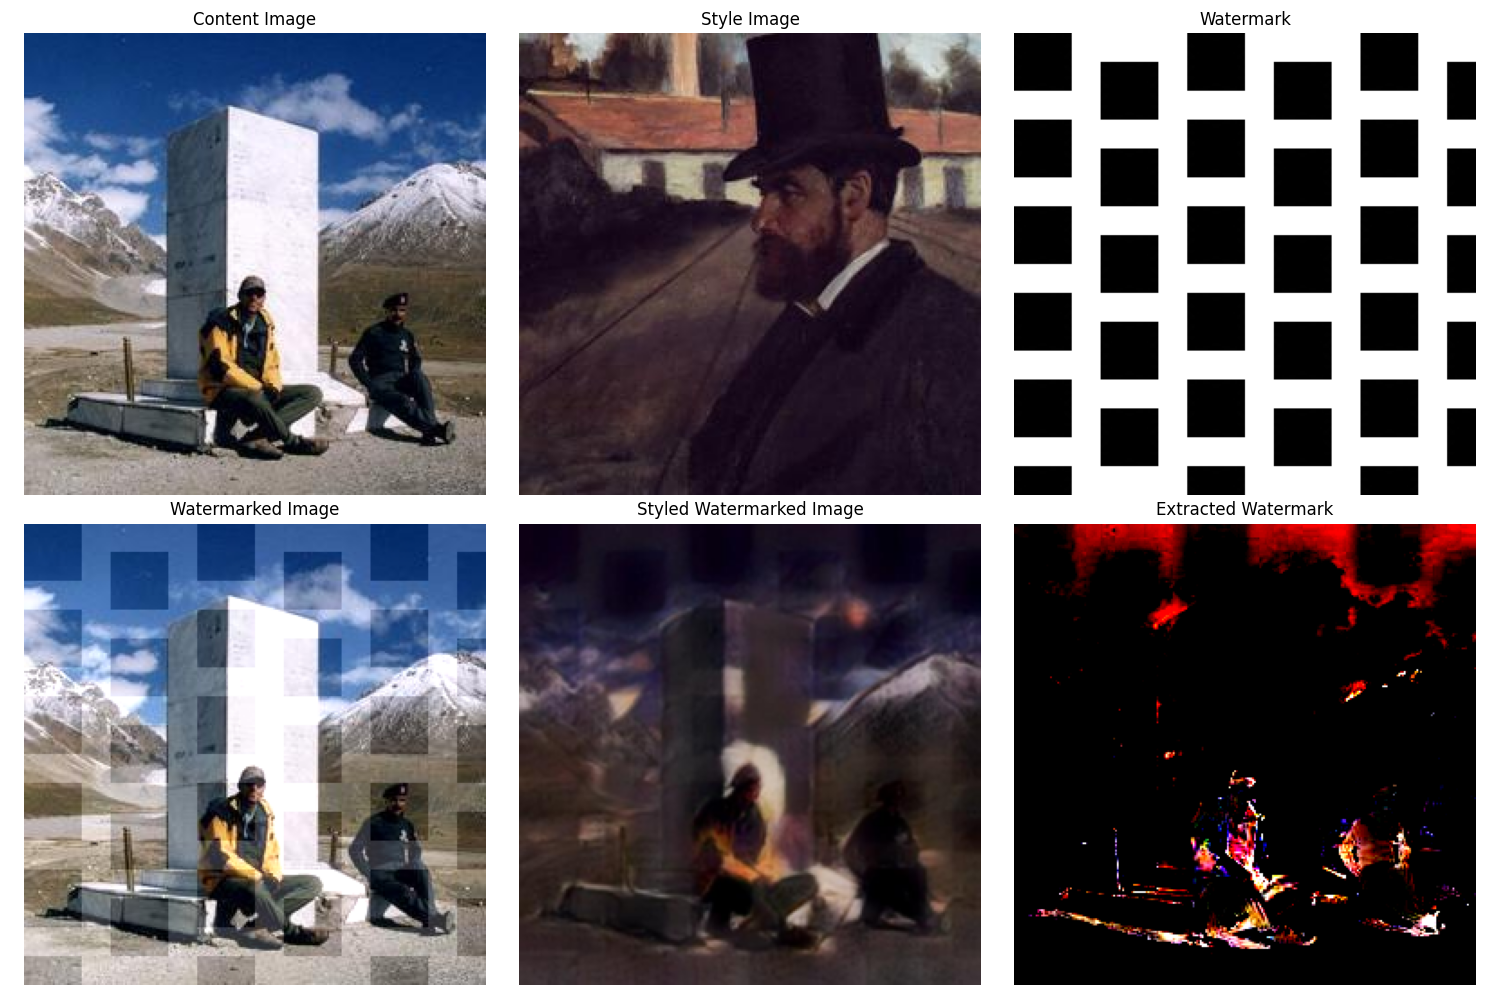 Content Image
Style Image
Watermark
Watermarked Image
Styled Watermarked Image
Extracted Watermark